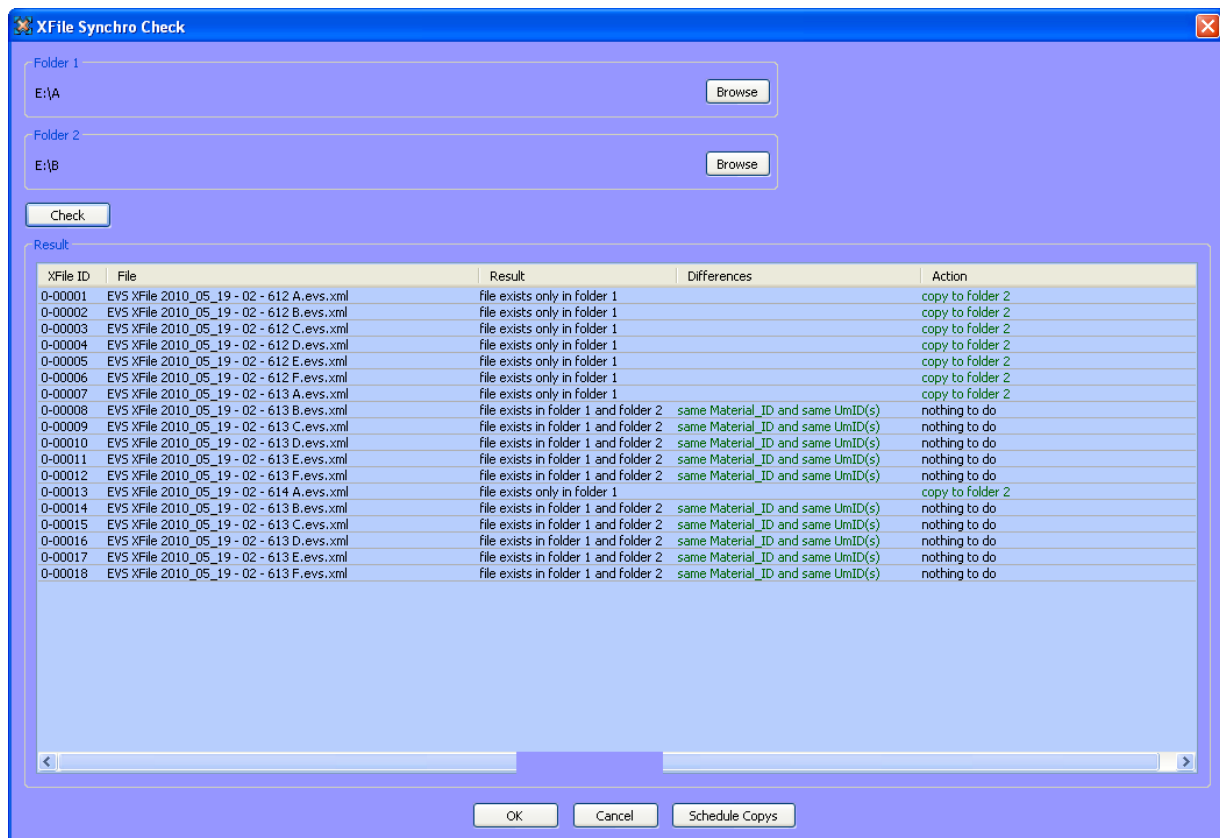 XFile Synchro Check
Folder 1
E:\A
Browse
Folder 2
E:\B
Browse
Check
Result
XFile ID File Result Differences Action
0-00001 EVS XFile 2010_05_19 - 02 - 612 A.evs.xml file exists only in folder 1 copy to folder 2
0-00002 EVS XFile 2010_05_19 - 02 - 612 B.evs.xml file exists only in folder 1 copy to folder 2
0-00003 EVS XFile 2010_05_19 - 02 - 612 C.evs.xml file exists only in folder 1 copy to folder 2
0-00004 EVS XFile 2010_05_19 - 02 - 612 D.evs.xml file exists only in folder 1 copy to folder 2
0-00005 EVS XFile 2010_05_19 - 02 - 612 E.evs.xml file exists only in folder 1 copy to folder 2
0-00006 EVS XFile 2010_05_19 - 02 - 612 F.evs.xml file exists only in folder 1 copy to folder 2
0-00007 EVS XFile 2010_05_19 - 02 - 613 A.evs.xml file exists only in folder 1 copy to folder 2
0-00008 EVS XFile 2010_05_19 - 02 - 613 B.evs.xml file exists in folder 1 and folder 2 same Material_ID and same UmID(s) nothing to do
0-00009 EVS XFile 2010_05_19 - 02 - 613 C.evs.xml file exists in folder 1 and folder 2 same Material_ID and same UmID(s) nothing to do
0-00010 EVS XFile 2010_05_19 - 02 - 613 D.evs.xml file exists in folder 1 and folder 2 same Material_ID and same UmID(s) nothing to do
0-00011 EVS XFile 2010_05_19 - 02 - 613 E.evs.xml file exists in folder 1 and folder 2 same Material_ID and same UmID(s) nothing to do
0-00012 EVS XFile 2010_05_19 - 02 - 613 F.evs.xml file exists in folder 1 and folder 2 same Material_ID and same UmID(s) nothing to do
0-00013 EVS XFile 2010_05_19 - 02 - 614 A.evs.xml file exists only in folder 1 copy to folder 2
0-00014 EVS XFile 2010_05_19 - 02 - 613 B.evs.xml file exists in folder 1 and folder 2 same Material_ID and same UmID(s) nothing to do
0-00015 EVS XFile 2010_05_19 - 02 - 613 C.evs.xml file exists in folder 1 and folder 2 same Material_ID and same UmID(s) nothing to do
0-00016 EVS XFile 2010_05_19 - 02 - 613 D.evs.xml file exists in folder 1 and folder 2 same Material_ID and same UmID(s) nothing to do
0-00017 EVS XFile 2010_05_19 - 02 - 613 E.evs.xml file exists in folder 1 and folder 2 same Material_ID and same UmID(s) nothing to do
0-00018 EVS XFile 2010_05_19 - 02 - 613 F.evs.xml file exists in folder 1 and folder 2 same Material_ID and same UmID(s) nothing to do
OK Cancel Schedule Copys